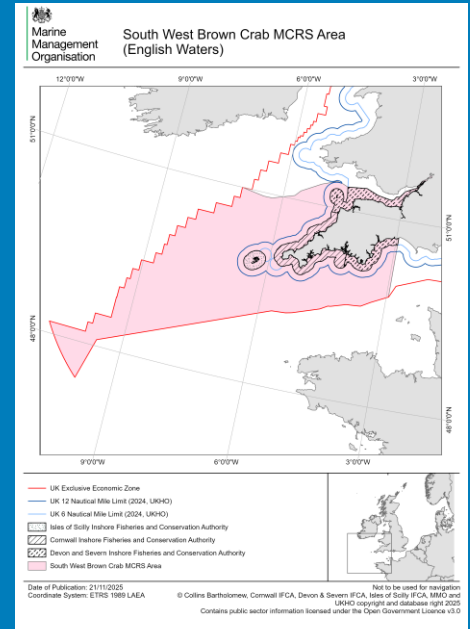 Marine
Management
Organisation
South West Brown Crab MCRS Area
(English Waters)
12°0'0"W 9°0'0"W 6°0'0"W 3°0'0"W
51°0'0"N
51°0'0"N
48°0'0"N
48°0'0"N
9°0'0"W 6°0'0"W 3°0'0"W
UK Exclusive Economic Zone
UK 12 Nautical Mile Limit (2024, UKHO)
UK 6 Nautical Mile Limit (2024, UKHO)
Isles of Scilly Inshore Fisheries and Conservation Authority
Cornwall Inshore Fisheries and Conservation Authority
Devon and Severn Inshore Fisheries and Conservation Authority
South West Brown Crab MCRS Area
Date of Publication: 21/11/2025
Coordinate System: ETRS 1989 LAEA
Not to be used for navigation
© Collins Bartholomew, Cornwall IFCA, Devon & Severn IFCA, Isles of Scilly IFCA, MMO and
UKHO copyright and database right 2025
Contains public sector information licensed under the Open Government Licence v3.0